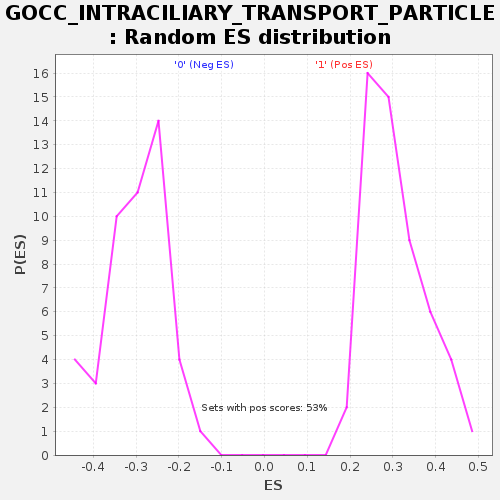 GOCC_INTRACILIARY_TRANSPORT_PARTICLE
: Random ES distribution
'0' (Neg ES)
'1' (Pos ES)
16
15
14
13
12
11
10
9
8
7
6
5
4
3
2
1
0
P(ES)
Sets with pos scores: 53%
-0.4 -0.3 -0.2 -0.1 0.0 0.1 0.2 0.3 0.4 0.5
ES